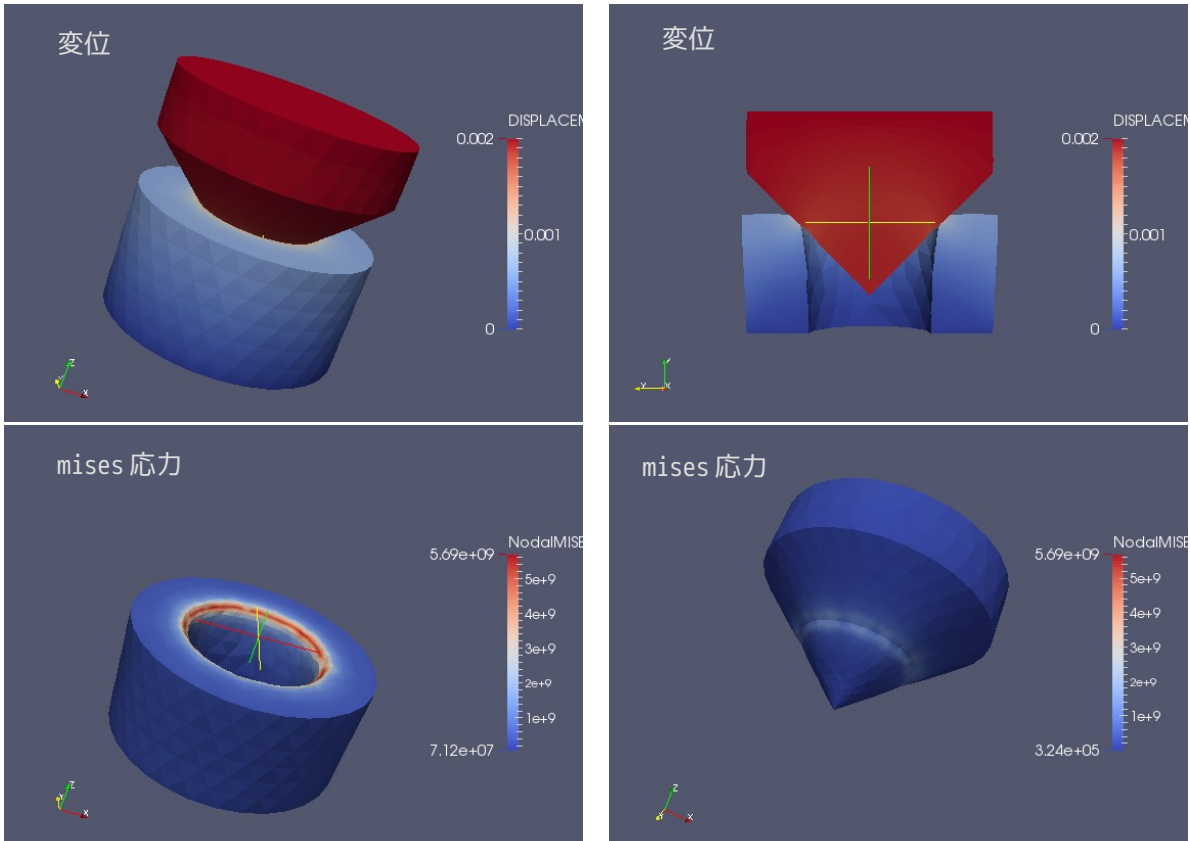 変位
DISPLACEM
0.002
0.001
0
Z
Y
X
変位
DISPLACEM
0.002
0.001
0
Y
X
mises 応力
NodalMISE
5.69e+09
5e+9
4e+9
3e+9
2e+9
1e+9
7.12e+07
Z
Y
X
mises 応力
NodalMISE
5.69e+09
5e+9
4e+9
3e+9
2e+9
1e+9
3.24e+05
Z
Y
X